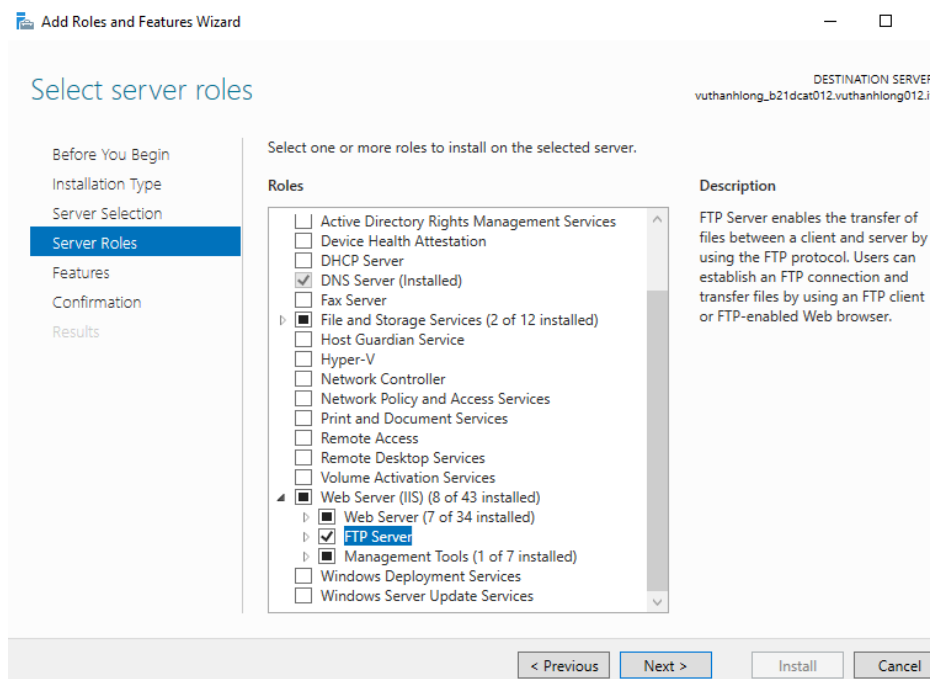 Add Roles and Features Wizard
Select server roles
DESTINATION SERVER
vuthanhlong_b21dcat012.vuthanhlong012.i
Before You Begin
Installation Type
Server Selection
Server Roles
Features
Confirmation
Results
Select one or more roles to install on the selected server.
Roles
Active Directory Rights Management Services
Device Health Attestation
DHCP Server
DNS Server (Installed)
Fax Server
File and Storage Services (2 of 12 installed)
Host Guardian Service
Hyper-V
Network Controller
Network Policy and Access Services
Print and Document Services
Remote Access
Remote Desktop Services
Volume Activation Services
Web Server (IIS) (8 of 43 installed)
Web Server (7 of 34 installed)
FTP Server
Management Tools (1 of 7 installed)
Windows Deployment Services
Windows Server Update Services
Description
FTP Server enables the transfer of
files between a client and server by
using the FTP protocol. Users can
establish an FTP connection and
transfer files by using an FTP client
or FTP-enabled Web browser.
< Previous
Next >
Install
Cancel